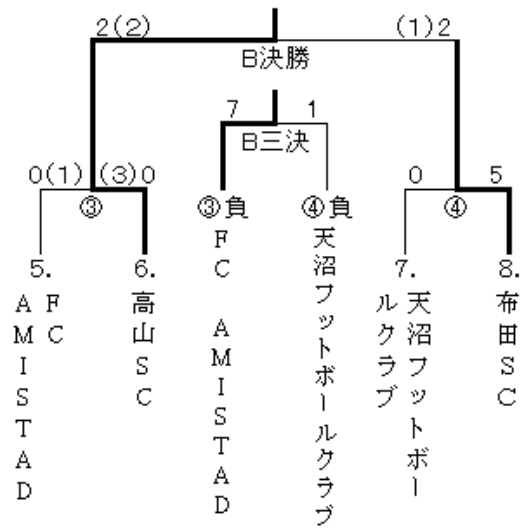 2(2) (1)2
B決勝
7 1
B三決
0(1) (3)0 0 5
③ ③負 ④負 ④
5. 6. 7. 8.
FC AMISTAD
高山SC
FC AMISTAD
天沼フットボールクラブ
天沼フットボールクラブ
布田SC